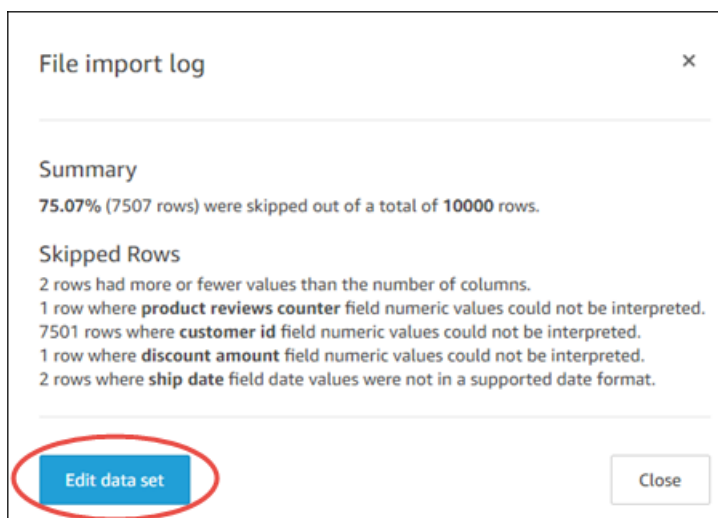 File import log
×
Summary
75.07% (7507 rows) were skipped out of a total of 10000 rows.
Skipped Rows
2 rows had more or fewer values than the number of columns.
1 row where product reviews counter field numeric values could not be interpreted.
7501 rows where customer id field numeric values could not be interpreted.
1 row where discount amount field numeric values could not be interpreted.
2 rows where ship date field date values were not in a supported date format.
Edit data set
Close